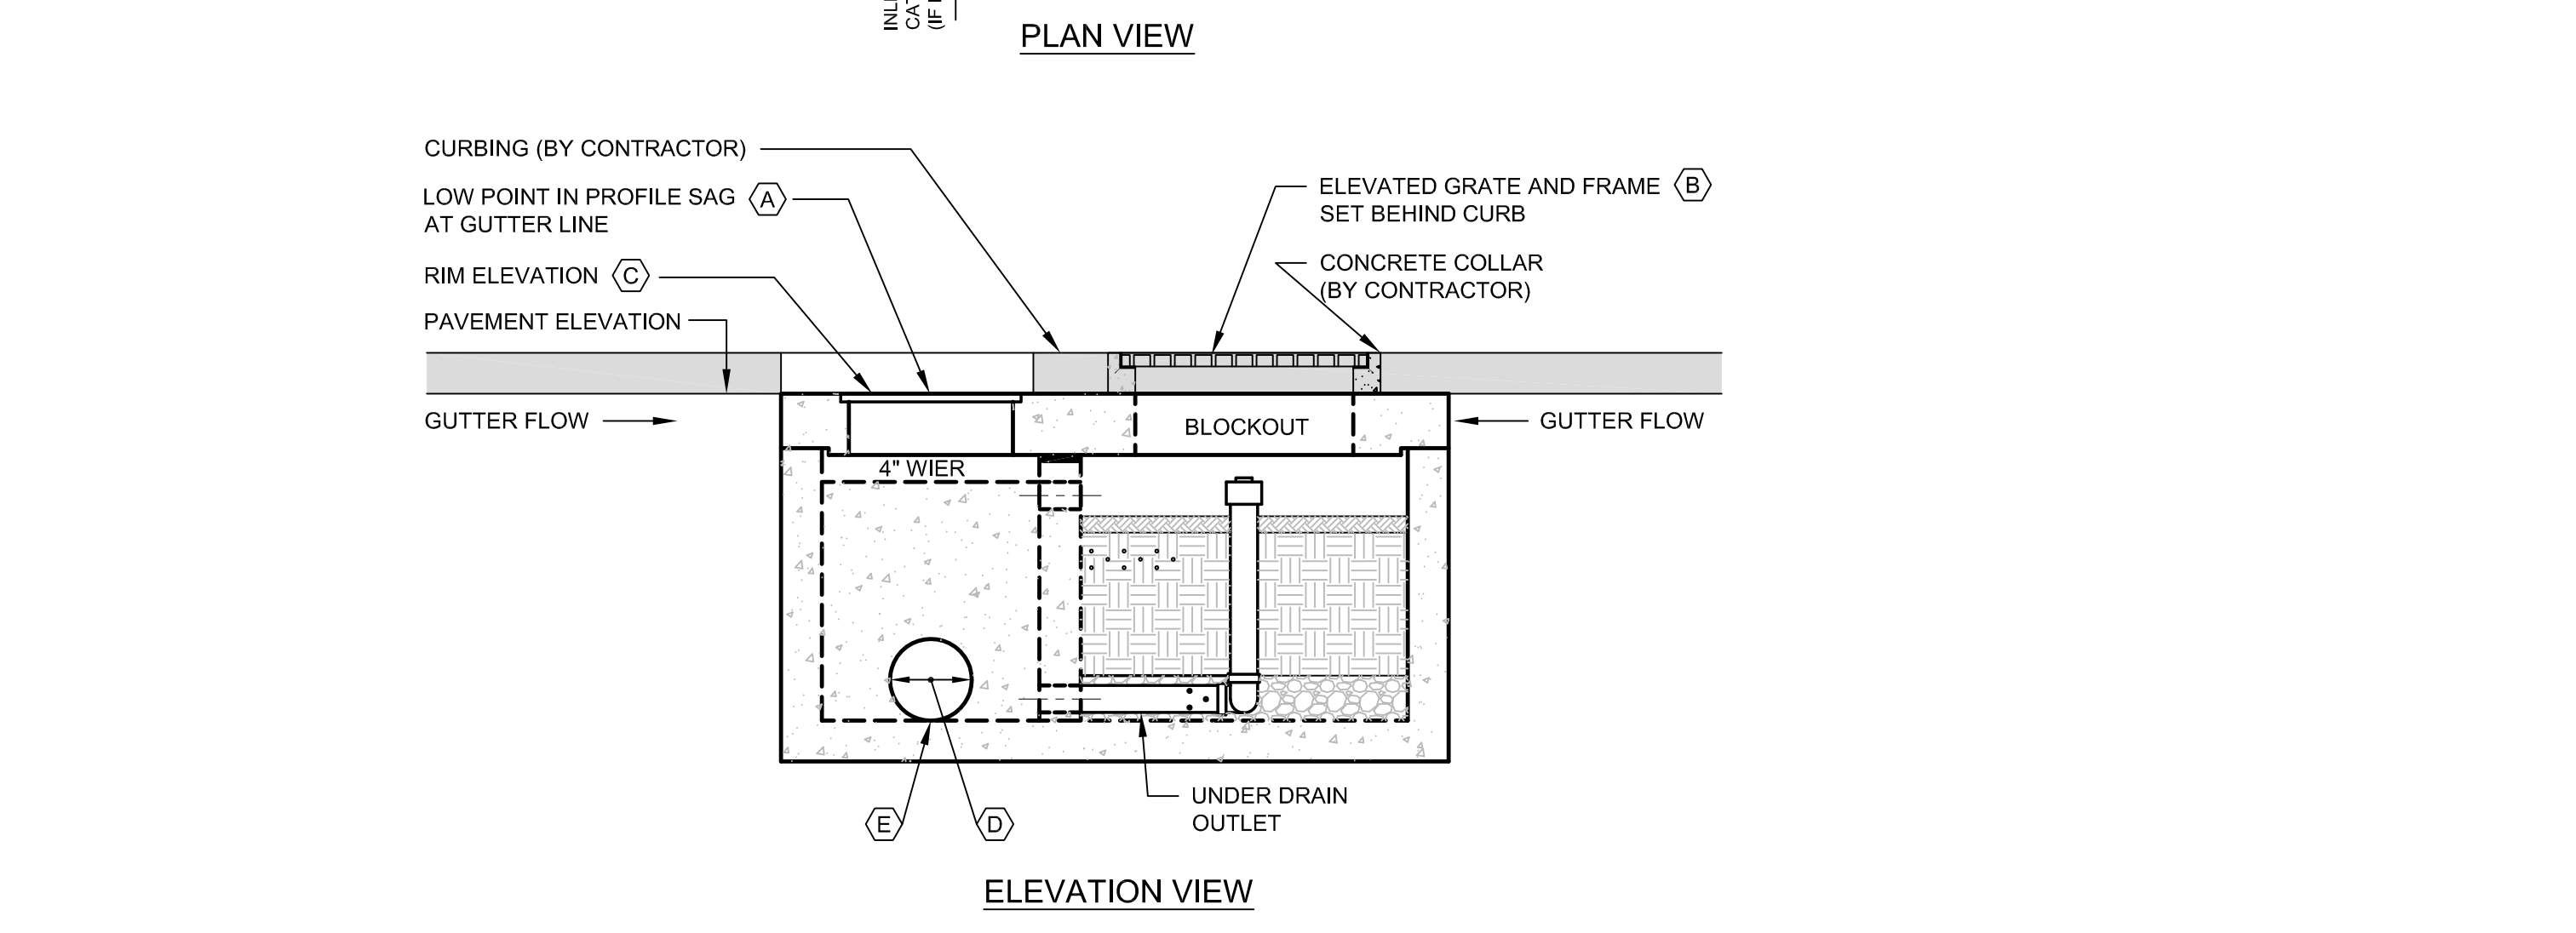 PLAN VIEW
CURBING (BY CONTRACTOR)
LOW POINT IN PROFILE SAG A
AT GUTTER LINE
RIM ELEVATION C
PAVEMENT ELEVATION
ELEVATED GRATE AND FRAME B
SET BEHIND CURB
CONCRETE COLLAR
(BY CONTRACTOR)
GUTTER FLOW
BLOCKOUT
GUTTER FLOW
4" WIER
UNDER DRAIN
OUTLET
E
D
ELEVATION VIEW